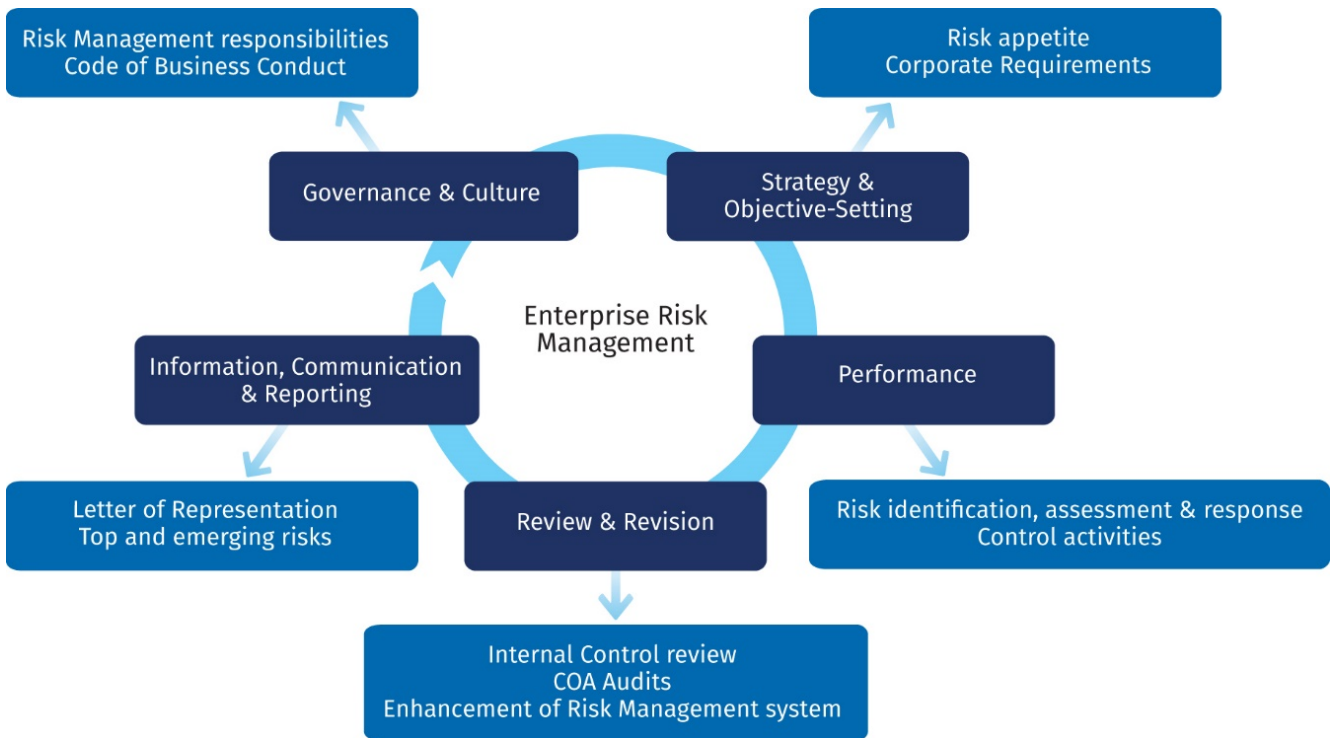 Risk Management responsibilities
Code of Business Conduct
Risk appetite
Corporate Requirements
Governance & Culture
Strategy &
Objective-Setting
Enterprise Risk
Management
Information, Communication
& Reporting
Performance
Letter of Representation
Top and emerging risks
Review & Revision
Risk identification, assessment & response
Control activities
Internal Control review
COA Audits
Enhancement of Risk Management system